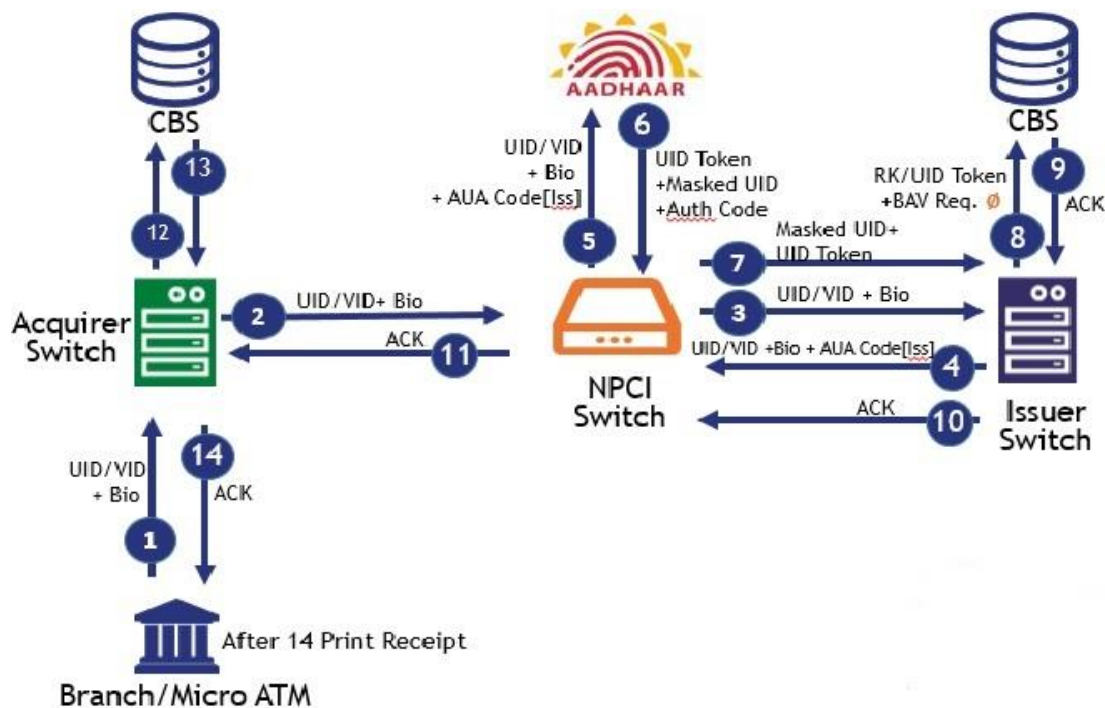 CBS
AADHAAR
CBS
13
12
UID/VID
+ Bio
+ AUA Code[Iss]
5
6
UID Token
+Masked UID
+Auth Code
RK/UID Token
+BAV Req. Ø
8
9
ACK
Masked UID+
UID Token
7
Acquirer
Switch
2
UID/VID+ Bio
ACK
11
NPCI
Switch
3
UID/VID + Bio
UID/VID +Bio + AUA Code[Iss]
4
ACK
10
Issuer
Switch
UID/VID
+ Bio
1
14
ACK
After 14 Print Receipt
Branch/Micro ATM